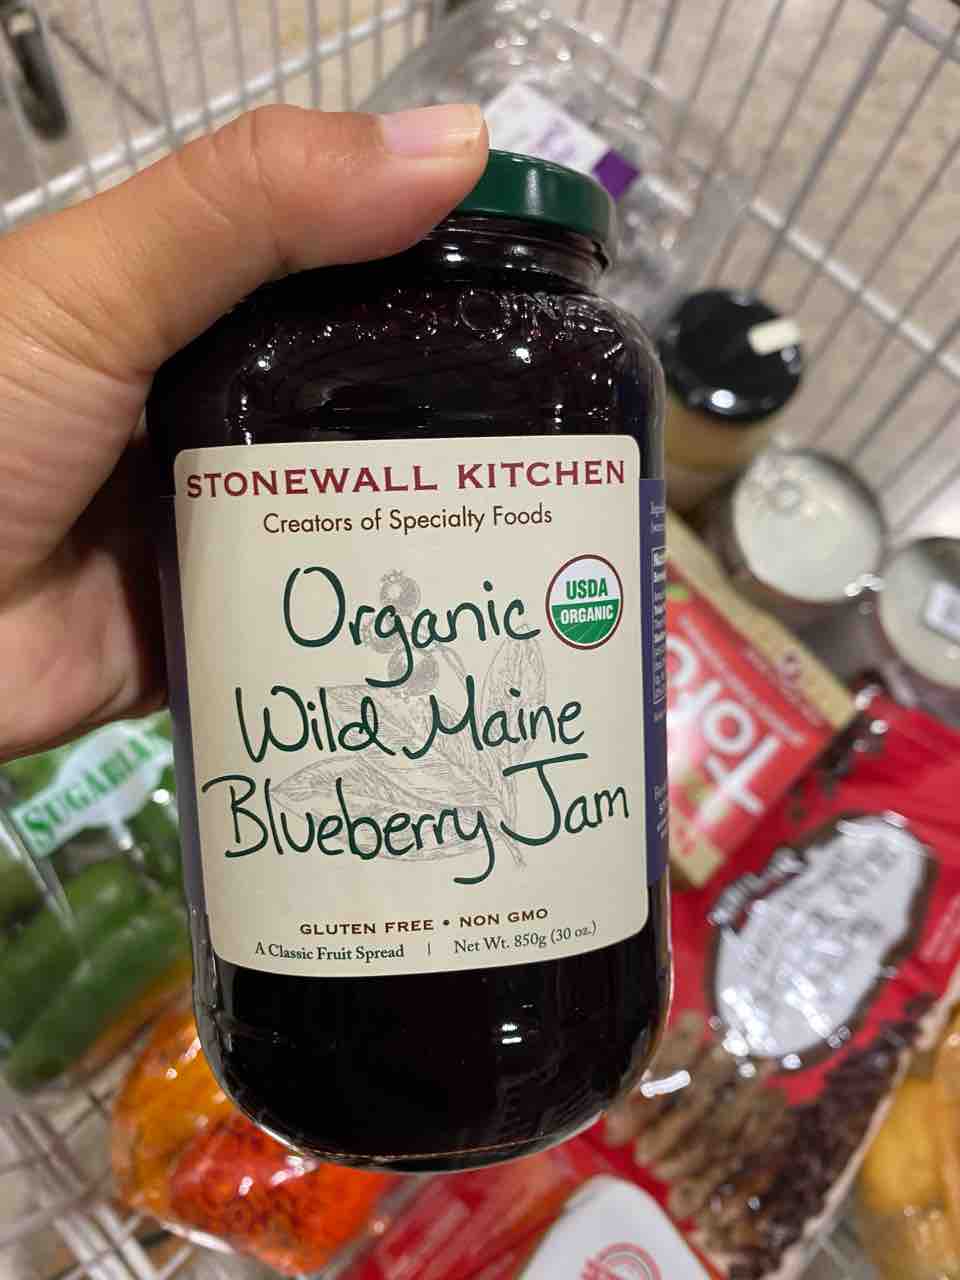 STONEWALL KITCHEN
Creators of Specialty Foods
Organic
USDA
ORGANIC
Wild Maine
Blueberry Jam
GLUTEN FREE • NON GMO
A Classic Fruit Spread | Net Wt. 850g (30 oz.)